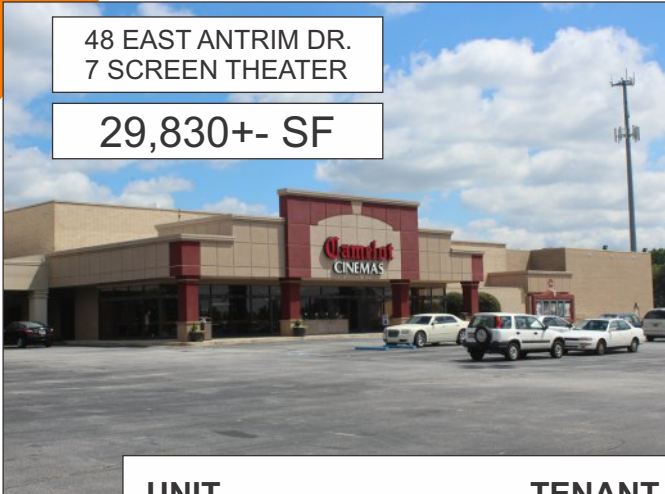 48 EAST ANTRIM DR.
7 SCREEN THEATER
29,830+- SF
Camelot
CINEMAS
UNIT
TENANT